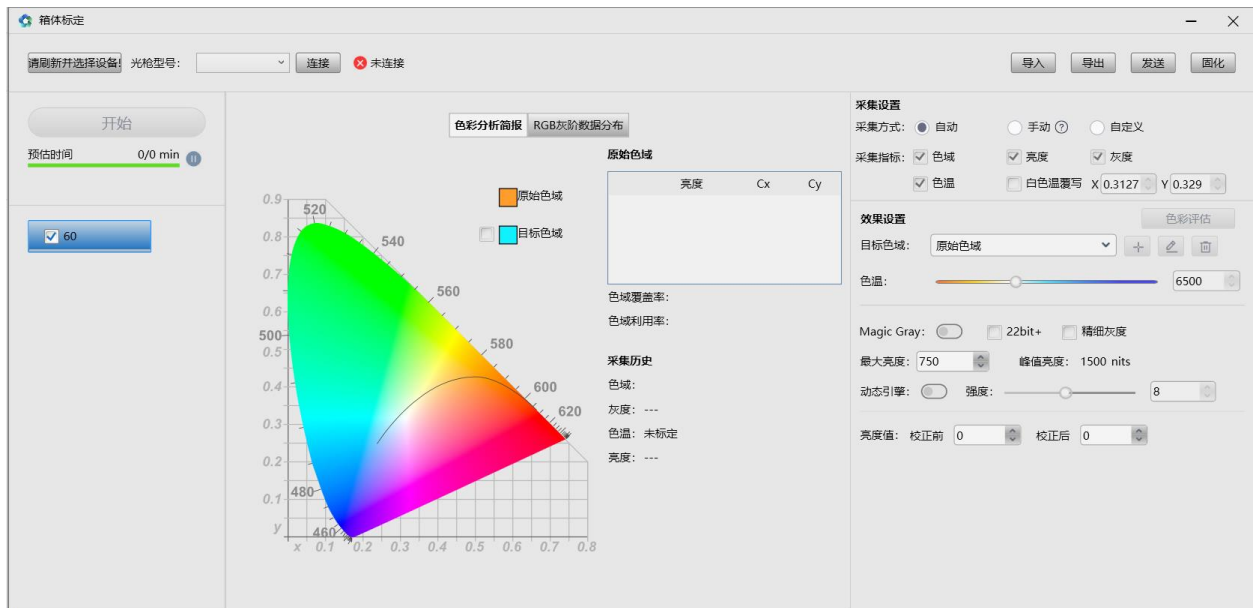 箱体标定
请刷新并选择设备! 光枪型号: 连接 未连接 导入 导出 发送 固化
开始
预估时间 0/0 min
60
色彩分析简报 RGB灰阶数据分布
原始色域
目标色域
0.9
0.8
0.7
0.6
0.5
0.4
0.3
0.2
0.1
y
x 0.1 0.2 0.3 0.4 0.5 0.6 0.7 0.8
520
540
560
580
600
620
500
480
460
原始色域
亮度 Cx Cy
色域覆盖率:
色域利用率:
采集历史
色域:
灰度: ---
色温: 未标定
亮度: ---
采集设置
采集方式: 自动 手动 ? 自定义
采集指标: 色域 亮度 灰度
色温 白色温覆写 X 0.3127 Y 0.329
效果设置 色彩评估
目标色域: 原始色域
色温: 6500
Magic Gray: 22bit+ 精细灰度
最大亮度: 750 峰值亮度: 1500 nits
动态引擎: 强度: 8
亮度值: 校正前 0 校正后 0